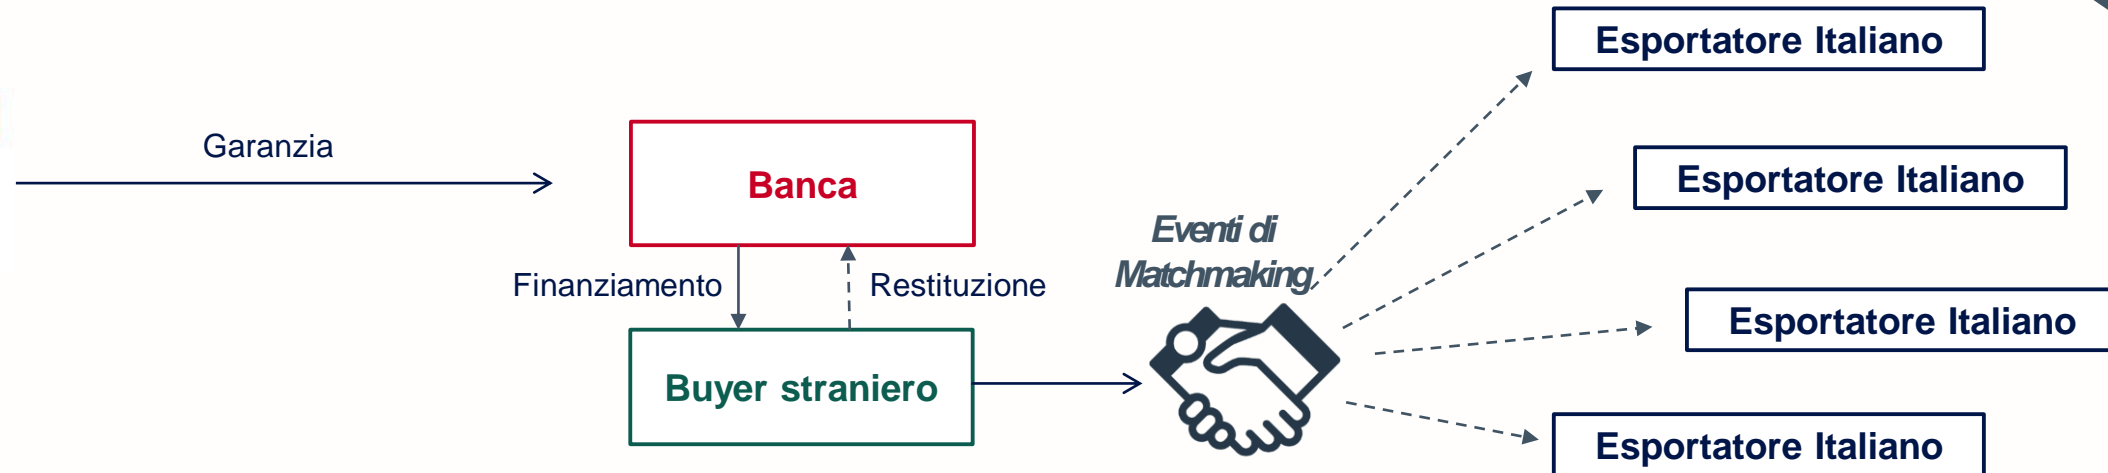 Esportatore Italiano
Garanzia
Banca
Esportatore Italiano
Eventi di
Matchmaking
Finanziamento
Restituzione
Esportatore Italiano
Buyer straniero
Esportatore Italiano